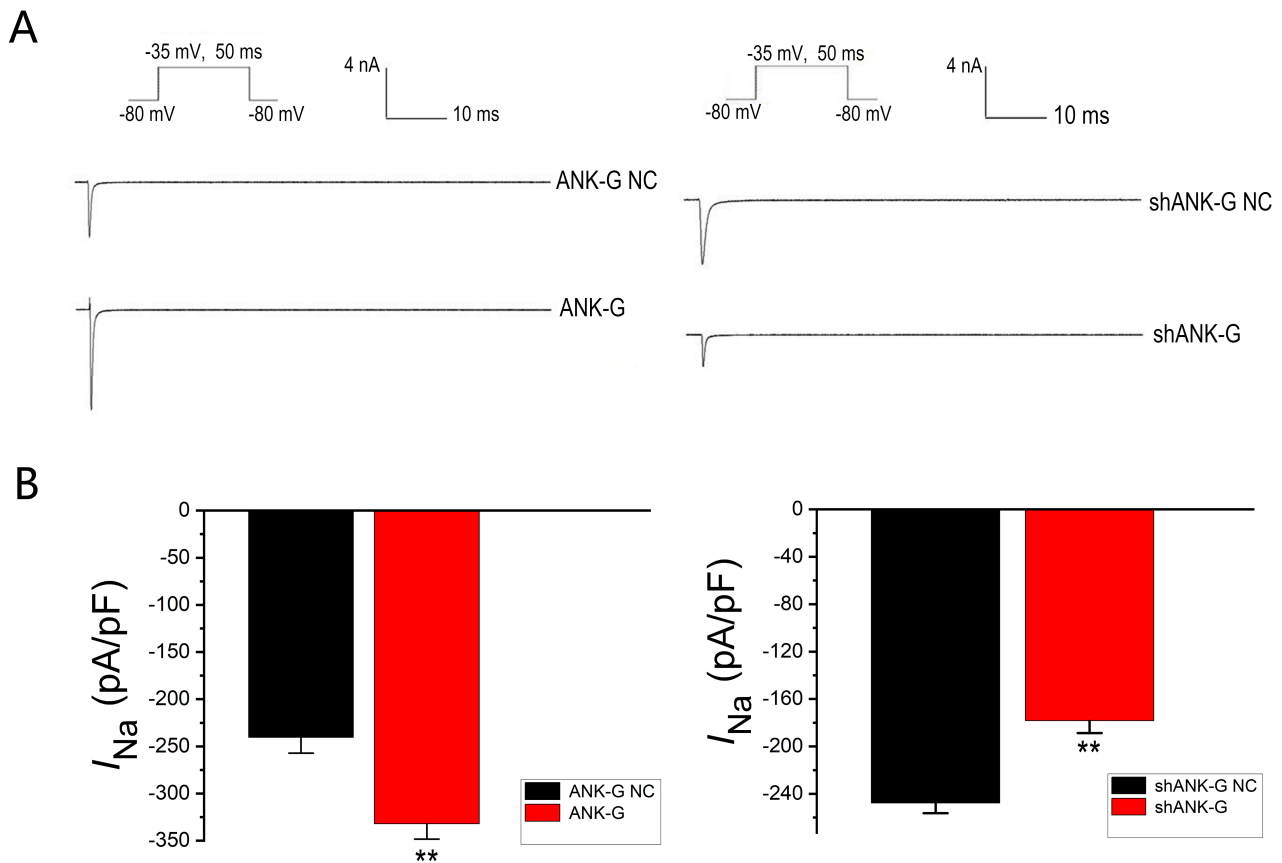 A
-35 mV, 50 ms
-80 mV
-80 mV
4 nA
10 ms
ANK-G NC
ANK-G
-35 mV, 50 ms
-80 mV
-80 mV
4 nA
10 ms
shANK-G NC
shANK-G
B
I Na (pA/pF)
0
-50
-100
-150
-200
-250
-300
-350
**
ANK-G NC
ANK-G
I Na (pA/pF)
0
-40
-80
-120
-160
-200
-240
**
shANK-G NC
shANK-G